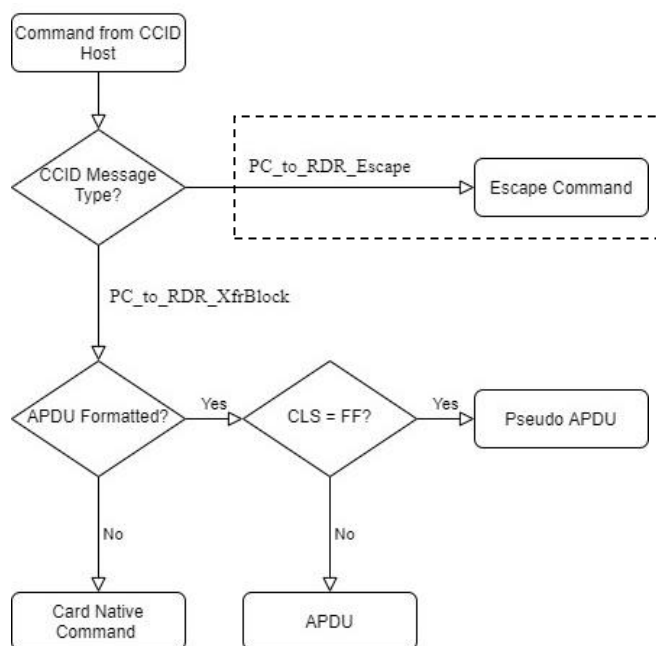 Command from CCID
Host
CCID Message
Type?
PC_to_RDR_Escape
Escape Command
PC_to_RDR_XfrBlock
APDU Formatted?
Yes
CLS = FF?
Yes
Pseudo APDU
No
No
Card Native
Command
APDU